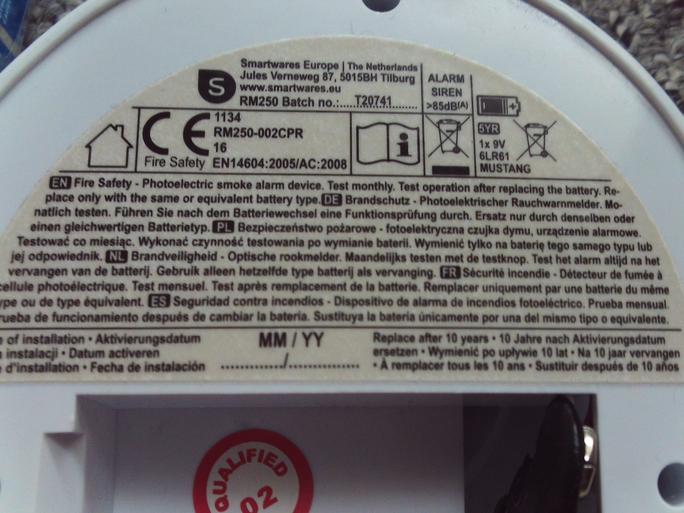 Smartwares Europe | The Netherlands
Jules Verneweg 87, 5015BH Tilburg
www.smartwares.eu
RM250 Batch no.:.....T20741.........
S
ALARM
SIREN
>85dB(A)
- +
5YR
1x 9V
6LR61
MUSTANG
CE
1134
RM250-002CPR
16
Fire Safety EN14604:2005/AC:2008
i
EN Fire Safety - Photoelectric smoke alarm device. Test monthly. Test operation after replacing the battery. Re-
place only with the same or equivalent battery type. DE Brandschutz - Photoelektrischer Rauchwarnmelder. Mo-
natlich testen. Führen Sie nach dem Batteriewechsel eine Funktionsprüfung durch. Ersatz nur durch denselben oder
einen gleichwertigen Batterietyp. PL Bezpieczeństwo pożarowe - fotoelektryczna czujka dymu, urządzenie alarmowe.
Testować co miesiąc. Wykonać czynność testowania po wymianie baterii. Wymienić tylko na baterię tego samego typu lub
jej odpowiednik. NL Brandveiligheid - Optische rookmelder. Maandelijks testen met de testknop. Test het alarm altijd na het
vervangen van de batterij. Gebruik alleen hetzelfde type batterij als vervanging. FR Sécurité incendie - Détecteur de fumée à
cellule photoélectrique. Test mensuel. Test après remplacement de la batterie. Remplacer uniquement par une batterie du même
ype ou de type équivalent. ES Seguridad contra incendios - Dispositivo de alarma de incendios fotoeléctrico. Prueba mensual.
rueba de funcionamiento después de cambiar la batería. Sustituya la batería únicamente por una del mismo tipo o equivalente.
e of installation • Aktivierungsdatum
instalacji • Datum activeren
e d'installation • Fecha de instalación
MM / YY
............../...............
Replace after 10 years • 10 Jahre nach Aktivierungsdatum
ersetzen • Wymienić po upływie 10 lat • Na 10 jaar vervangen
• À remplacer tous les 10 ans • Sustituir después de 10 años
QUALIFIED
02